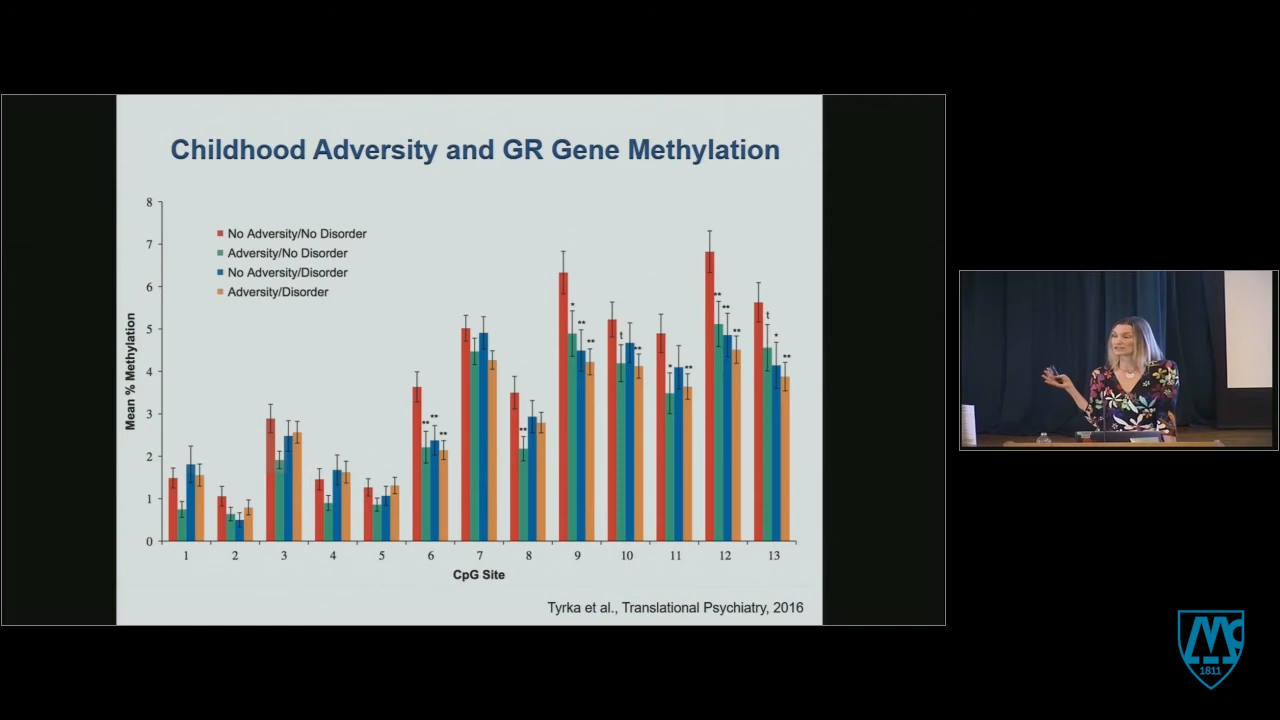 Childhood Adversity and GR Gene Methylation
8
7
6
5
4
3
2
1
0
Mean % Methylation
No Adversity/No Disorder
Adversity/No Disorder
No Adversity/Disorder
Adversity/Disorder
** ** **
**
* ** **
t **
* **
** ** **
t * **
1 2 3 4 5 6 7 8 9 10 11 12 13
CpG Site
Tyrka et al., Translational Psychiatry, 2016
Mc
1811